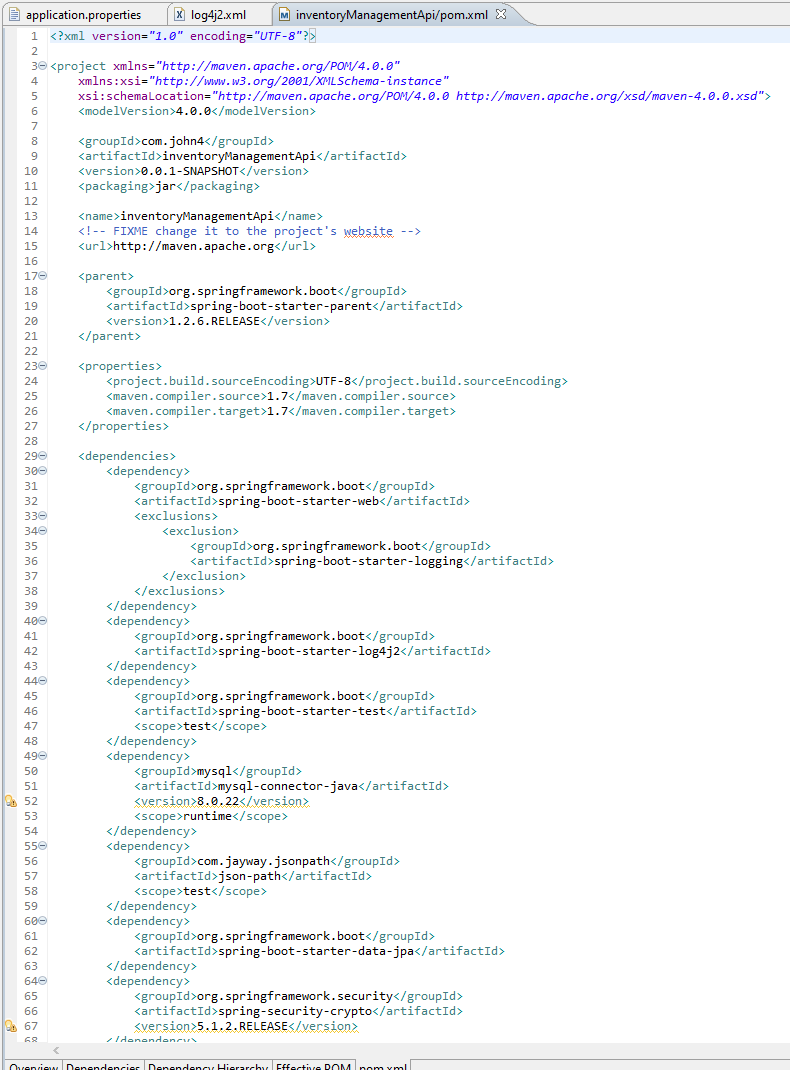 application.properties log4j2.xml inventoryManagementApi/pom.xml
1 <?xml version="1.0" encoding="UTF-8"?>
2
3 <project xmlns="http://maven.apache.org/POM/4.0.0"
4 xmlns:xsi="http://www.w3.org/2001/XMLSchema-instance"
5 xsi:schemaLocation="http://maven.apache.org/POM/4.0.0 http://maven.apache.org/xsd/maven-4.0.0.xsd">
6 <modelVersion>4.0.0</modelVersion>
7
8 <groupId>com.john4</groupId>
9 <artifactId>inventoryManagementApi</artifactId>
10 <version>0.0.1-SNAPSHOT</version>
11 <packaging>jar</packaging>
12
13 <name>inventoryManagementApi</name>
14 <!-- FIXME change it to the project's website -->
15 <url>http://maven.apache.org</url>
16
17 <parent>
18 <groupId>org.springframework.boot</groupId>
19 <artifactId>spring-boot-starter-parent</artifactId>
20 <version>1.2.6.RELEASE</version>
21 </parent>
22
23 <properties>
24 <project.build.sourceEncoding>UTF-8</project.build.sourceEncoding>
25 <maven.compiler.source>1.7</maven.compiler.source>
26 <maven.compiler.target>1.7</maven.compiler.target>
27 </properties>
28
29 <dependencies>
30 <dependency>
31 <groupId>org.springframework.boot</groupId>
32 <artifactId>spring-boot-starter-web</artifactId>
33 <exclusions>
34 <exclusion>
35 <groupId>org.springframework.boot</groupId>
36 <artifactId>spring-boot-starter-logging</artifactId>
37 </exclusion>
38 </exclusions>
39 </dependency>
40 <dependency>
41 <groupId>org.springframework.boot</groupId>
42 <artifactId>spring-boot-starter-log4j2</artifactId>
43 </dependency>
44 <dependency>
45 <groupId>org.springframework.boot</groupId>
46 <artifactId>spring-boot-starter-test</artifactId>
47 <scope>test</scope>
48 </dependency>
49 <dependency>
50 <groupId>mysql</groupId>
51 <artifactId>mysql-connector-java</artifactId>
52 <version>8.0.22</version>
53 <scope>runtime</scope>
54 </dependency>
55 <dependency>
56 <groupId>com.jayway.jsonpath</groupId>
57 <artifactId>json-path</artifactId>
58 <scope>test</scope>
59 </dependency>
60 <dependency>
61 <groupId>org.springframework.boot</groupId>
62 <artifactId>spring-boot-starter-data-jpa</artifactId>
63 </dependency>
64 <dependency>
65 <groupId>org.springframework.security</groupId>
66 <artifactId>spring-security-crypto</artifactId>
67 <version>5.1.2.RELEASE</version>
68 </dependency>
Overview Dependencies Dependency Hierarchy Effective POM pom.xml